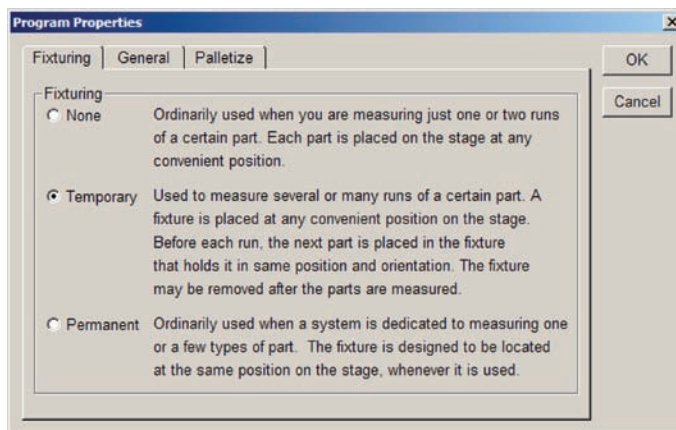 Program Properties
Fixturing General Palletize
OK
Cancel
Fixturing
None Ordinarily used when you are measuring just one or two runs
of a certain part. Each part is placed on the stage at any
convenient position.
Temporary Used to measure several or many runs of a certain part. A
fixture is placed at any convenient position on the stage.
Before each run, the next part is placed in the fixture
that holds it in same position and orientation. The fixture
may be removed after the parts are measured.
Permanent Ordinarily used when a system is dedicated to measuring one
or a few types of part. The fixture is designed to be located
at the same position on the stage, whenever it is used.